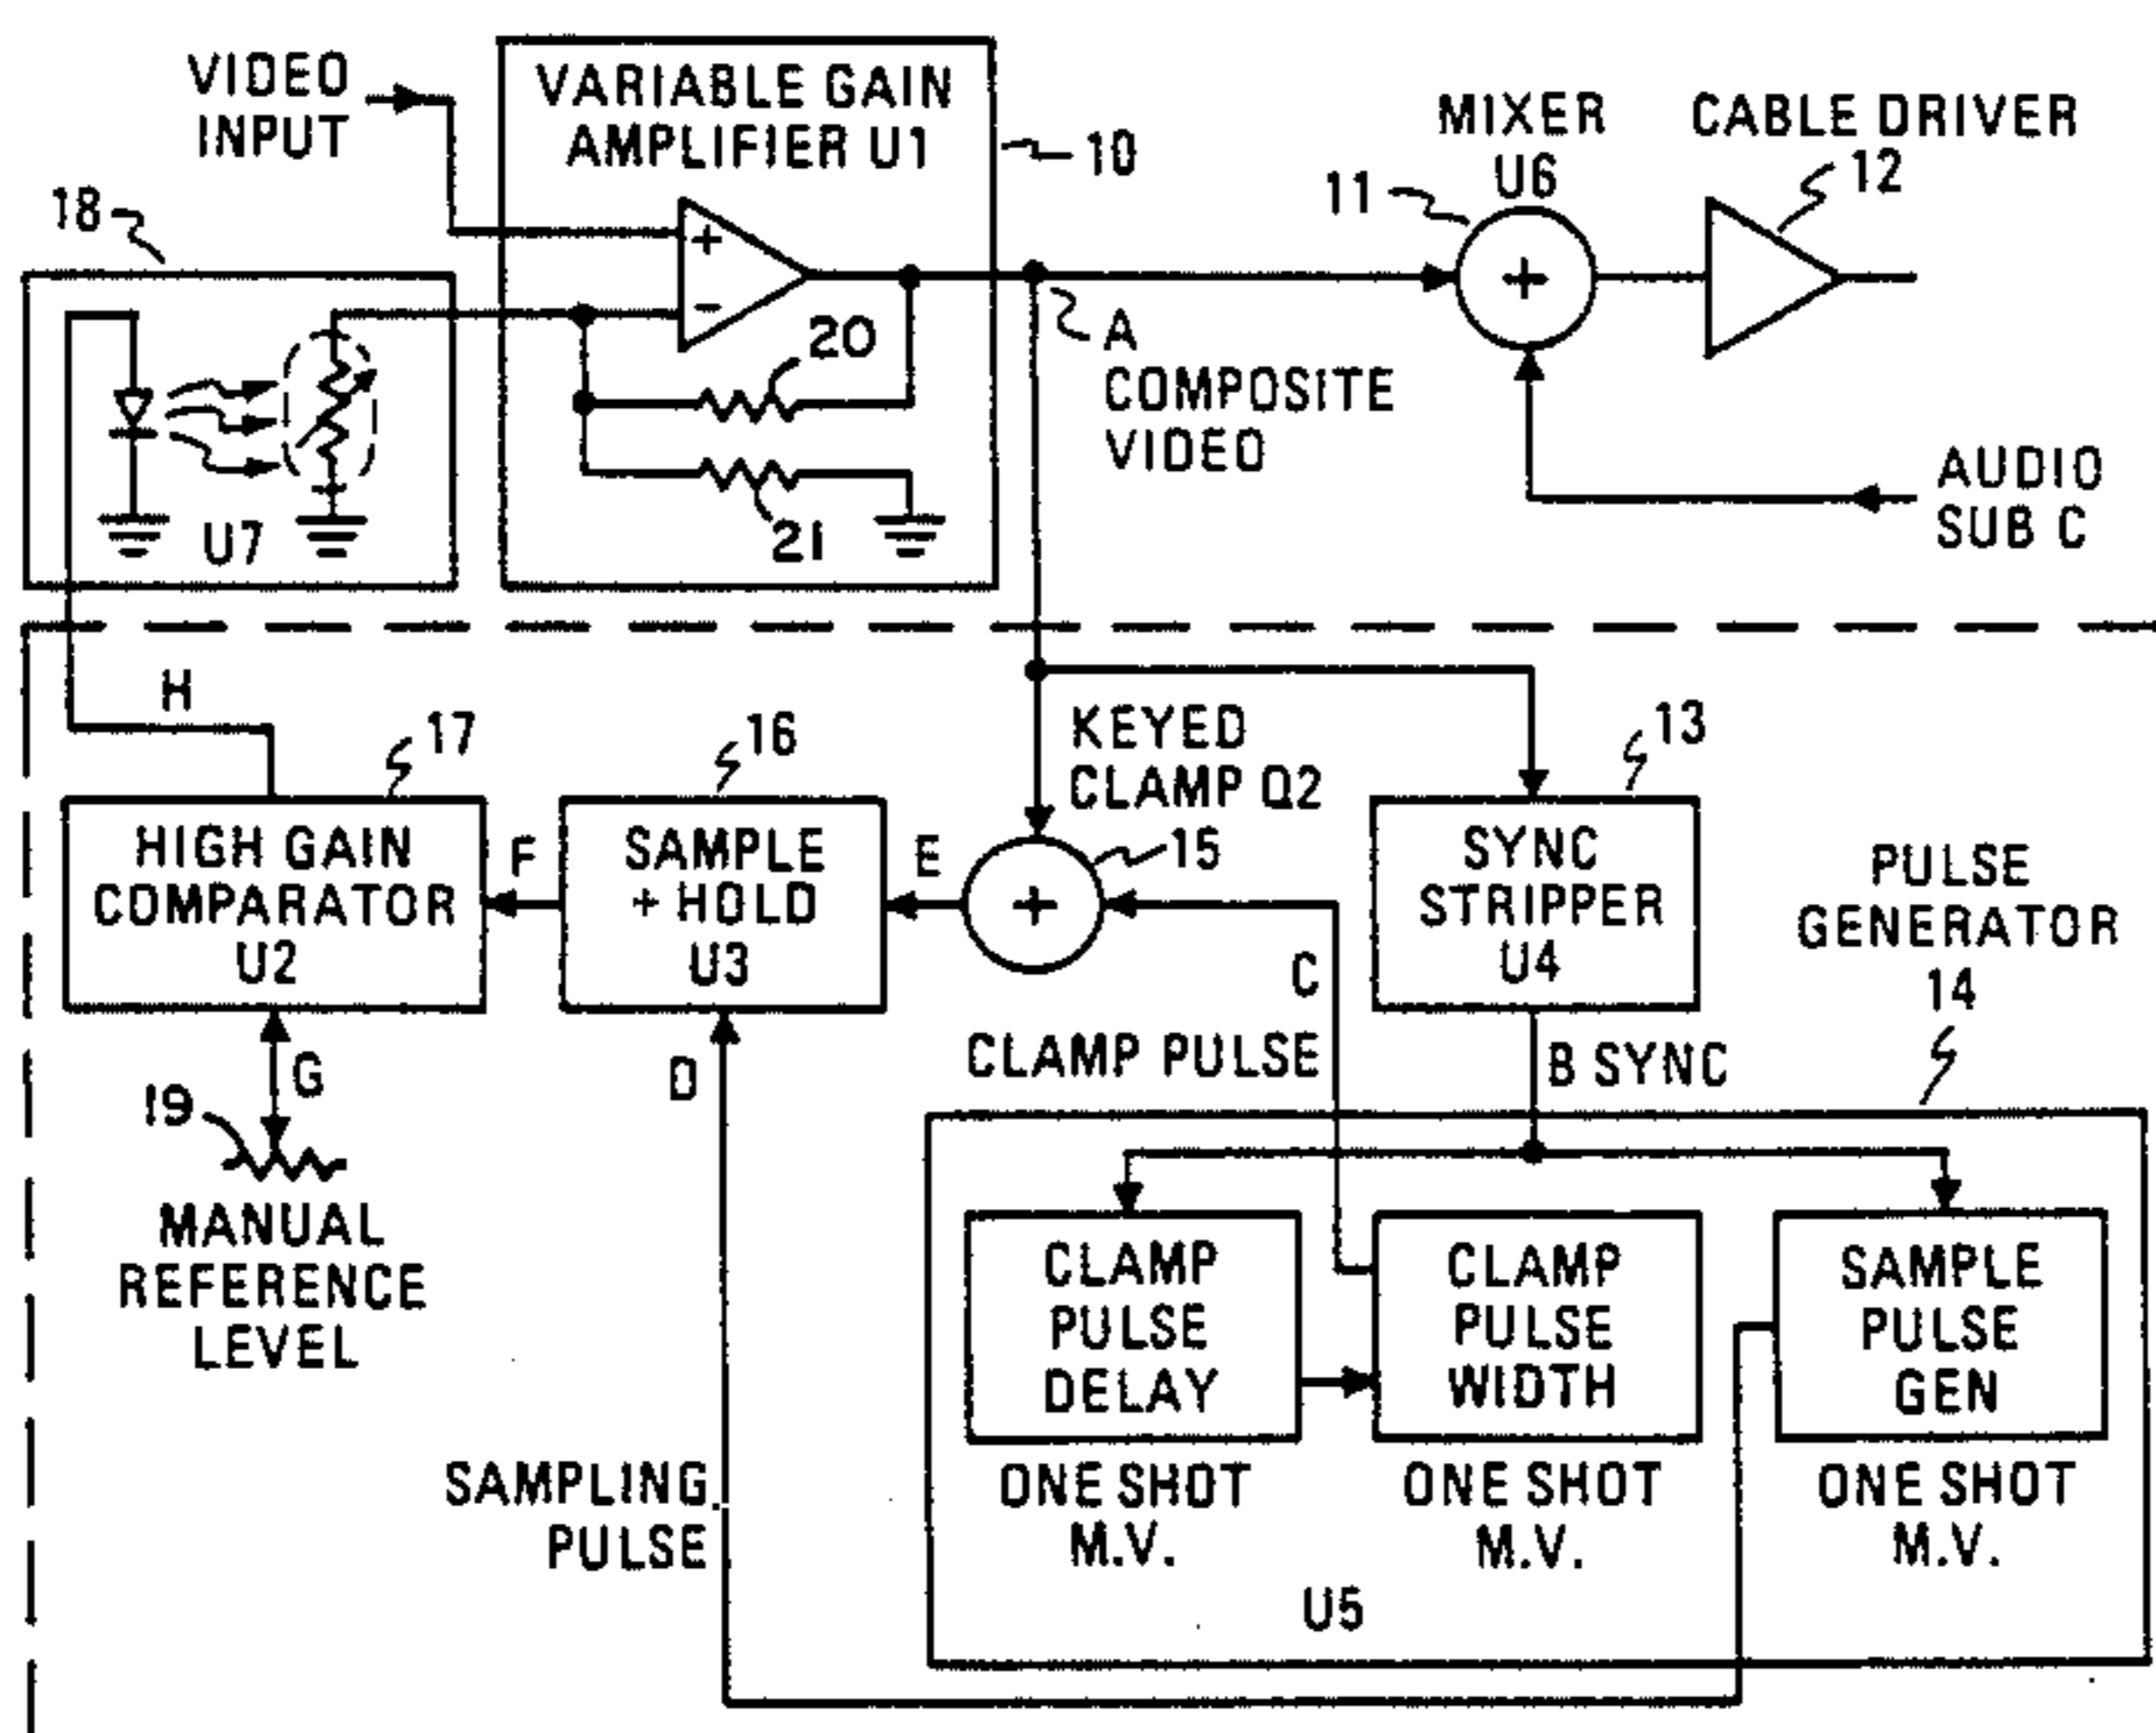 VIDEO
INPUT
VARIABLE GAIN
AMPLIFIER U1
10
MIXER
U6
11
CABLE DRIVER
12
18
+
-
20
21
U7
A
COMPOSITE
VIDEO
+
AUDIO
SUB C
H
17
HIGH GAIN
COMPARATOR
U2
F
16
SAMPLE
+ HOLD
U3
E
KEYED
CLAMP Q2
15
+
13
SYNC
STRIPPER
U4
PULSE
GENERATOR
14
C
CLAMP PULSE
B SYNC
D
G
19
MANUAL
REFERENCE
LEVEL
CLAMP
PULSE
DELAY
CLAMP
PULSE
WIDTH
SAMPLE
PULSE
GEN
SAMPLING
PULSE
ONE SHOT
M.V.
ONE SHOT
M.V.
ONE SHOT
M.V.
U5